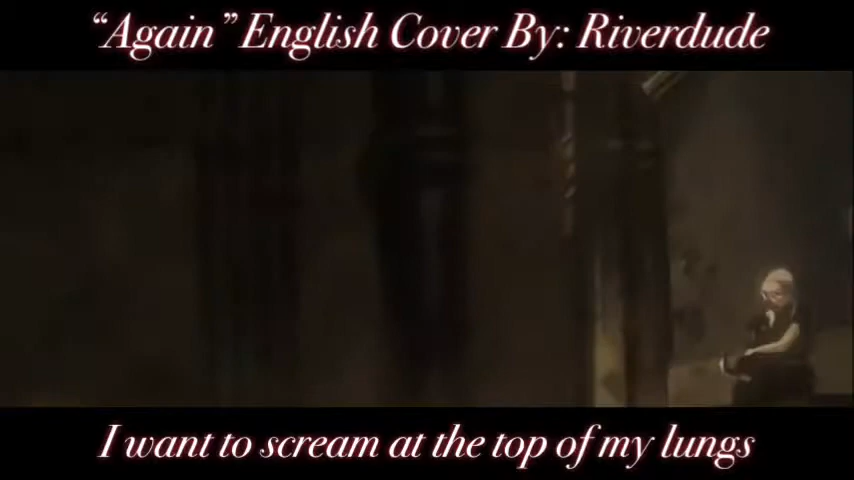 “Again” English Cover By: Riverdude
I want to scream at the top of my lungs